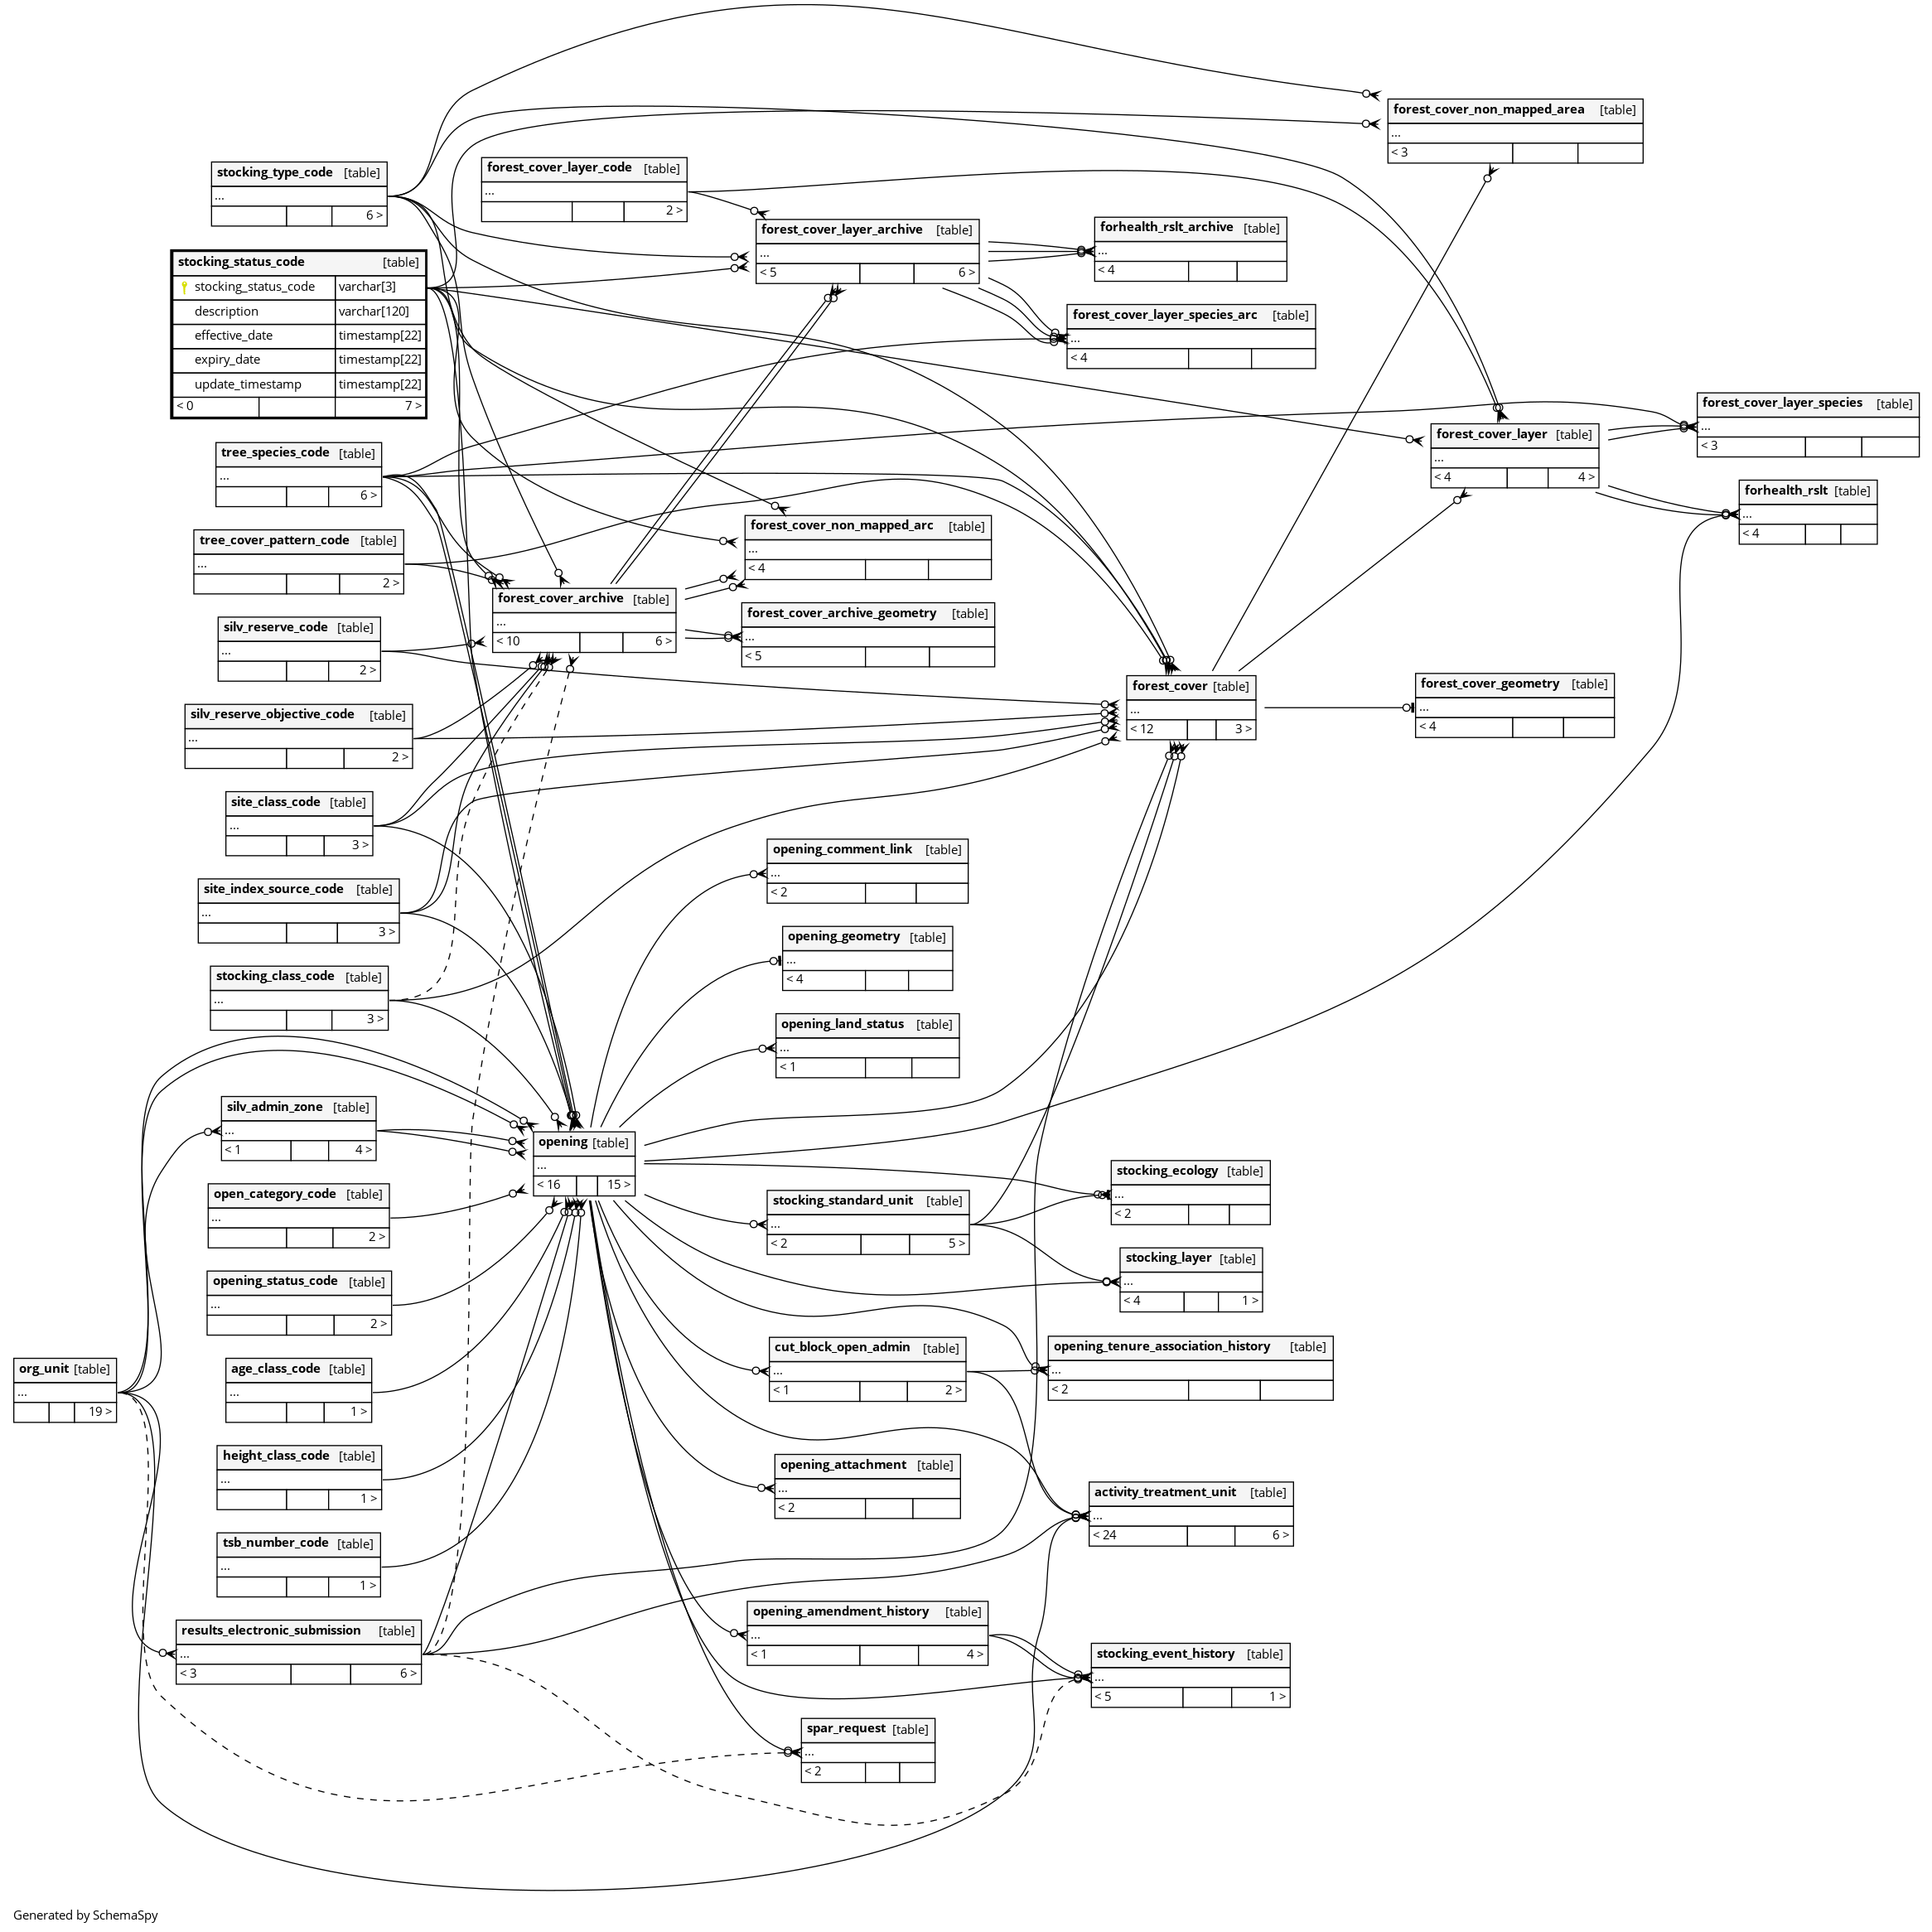 forest_cover_non_mapped_area [table]
...
< 3
stocking_type_code [table]
...
6 >
forest_cover_layer_code [table]
...
2 >
forest_cover_layer_archive [table]
...
< 5 6 >
forhealth_rslt_archive [table]
...
< 4
stocking_status_code [table]
stocking_status_code varchar[3]
description varchar[120]
effective_date timestamp[22]
expiry_date timestamp[22]
update_timestamp timestamp[22]
< 0 7 >
forest_cover_layer_species_arc [table]
...
< 4
forest_cover_layer_species [table]
...
< 3
forest_cover_layer [table]
...
< 4 4 >
tree_species_code [table]
...
6 >
forhealth_rslt [table]
...
< 4
forest_cover_non_mapped_arc [table]
...
< 4
tree_cover_pattern_code [table]
...
2 >
forest_cover_archive [table]
...
< 10 6 >
forest_cover_archive_geometry [table]
...
< 5
silv_reserve_code [table]
...
2 >
forest_cover [table]
...
< 12 3 >
forest_cover_geometry [table]
...
< 4
silv_reserve_objective_code [table]
...
2 >
site_class_code [table]
...
3 >
opening_comment_link [table]
...
< 2
site_index_source_code [table]
...
3 >
opening_geometry [table]
...
< 4
stocking_class_code [table]
...
3 >
opening_land_status [table]
...
< 1
silv_admin_zone [table]
...
< 1 4 >
opening [table]
...
< 16 15 >
stocking_ecology [table]
...
< 2
open_category_code [table]
...
2 >
stocking_standard_unit [table]
...
< 2 5 >
stocking_layer [table]
...
< 4 1 >
opening_status_code [table]
...
2 >
org_unit [table]
...
19 >
age_class_code [table]
...
1 >
cut_block_open_admin [table]
...
< 1 2 >
opening_tenure_association_history [table]
...
< 2
height_class_code [table]
...
1 >
opening_attachment [table]
...
< 2
activity_treatment_unit [table]
...
< 24 6 >
tsb_number_code [table]
...
1 >
results_electronic_submission [table]
...
< 3 6 >
opening_amendment_history [table]
...
< 1 4 >
stocking_event_history [table]
...
< 5 1 >
spar_request [table]
...
< 2
Generated by SchemaSpy